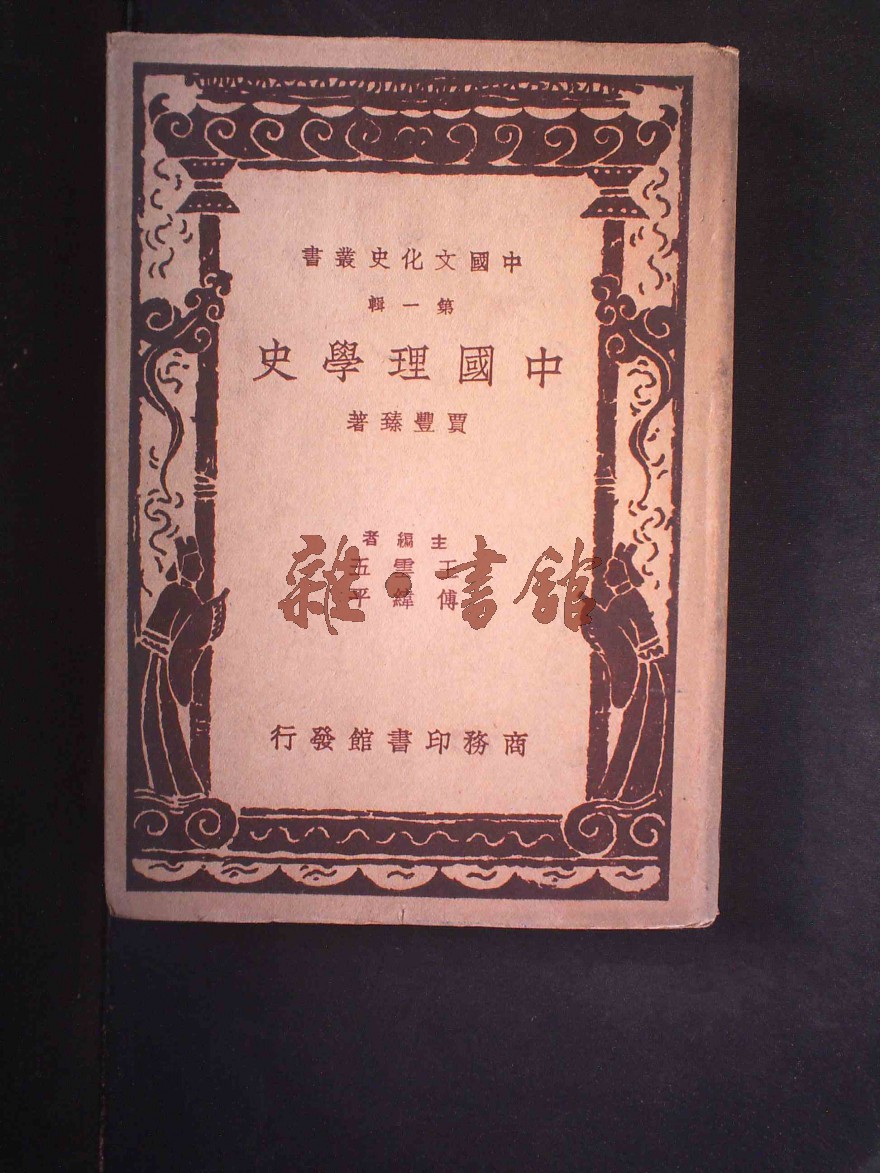 中國文化史叢書
第一輯
中國理學史
賈豐臻著
主編者
王雲五
傅緯平
雜·書館
商務印書館發行